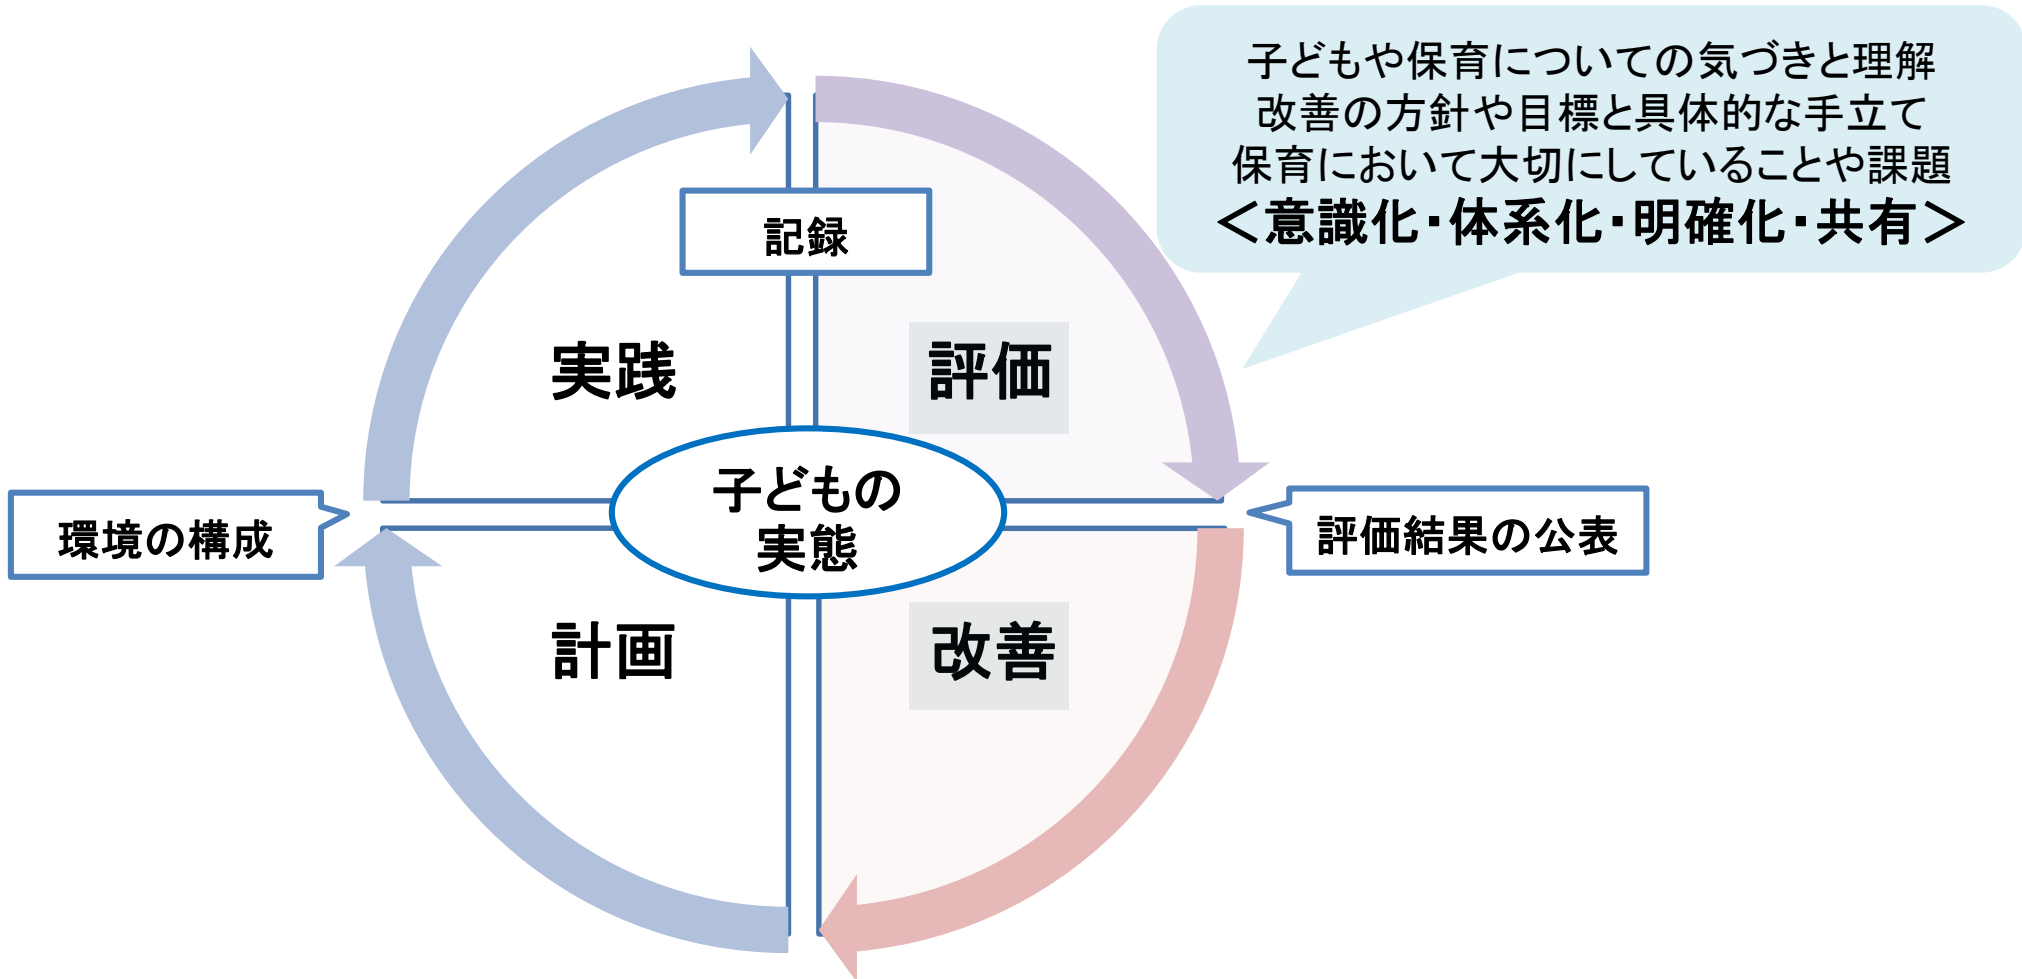 子どもや保育についての気づきと理解
改善の方針や目標と具体的な手立て
保育において大切にしていることや課題
＜意識化・体系化・明確化・共有＞
記録
実践
評価
子どもの
実態
環境の構成
評価結果の公表
計画
改善